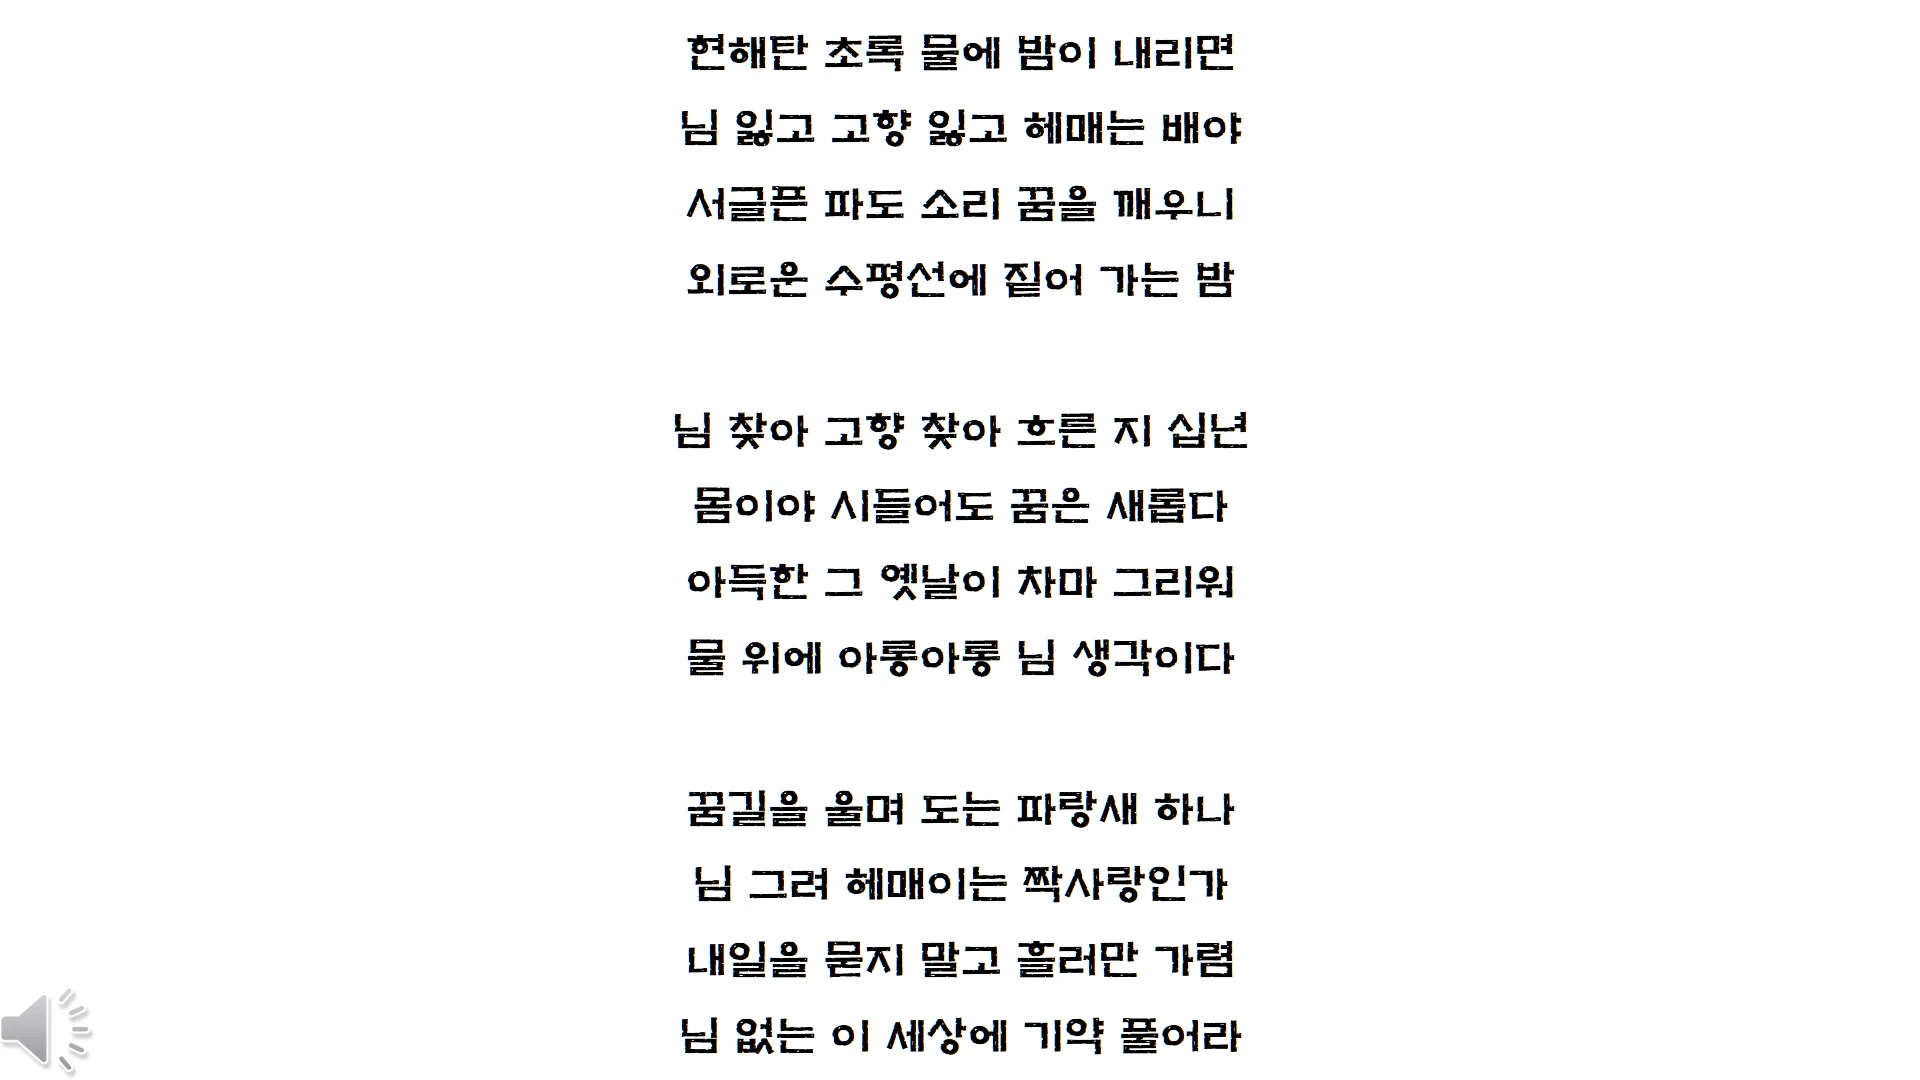 현해탄 초록 물에 밤이 내리면
님 잃고 고향 잃고 헤매는 배야
서글픈 파도 소리 꿈을 깨우니
외로운 수평선에 짙어 가는 밤
님 찾아 고향 찾아 흐른 지 십년
몸이야 시들어도 꿈은 새롭다
아득한 그 옛날이 차마 그리워
물 위에 아롱아롱 님 생각이다
꿈길을 울며 도는 파랑새 하나
님 그려 헤매이는 짝사랑인가
내일을 묻지 말고 흘러만 가렴
님 없는 이 세상에 기약 풀어라